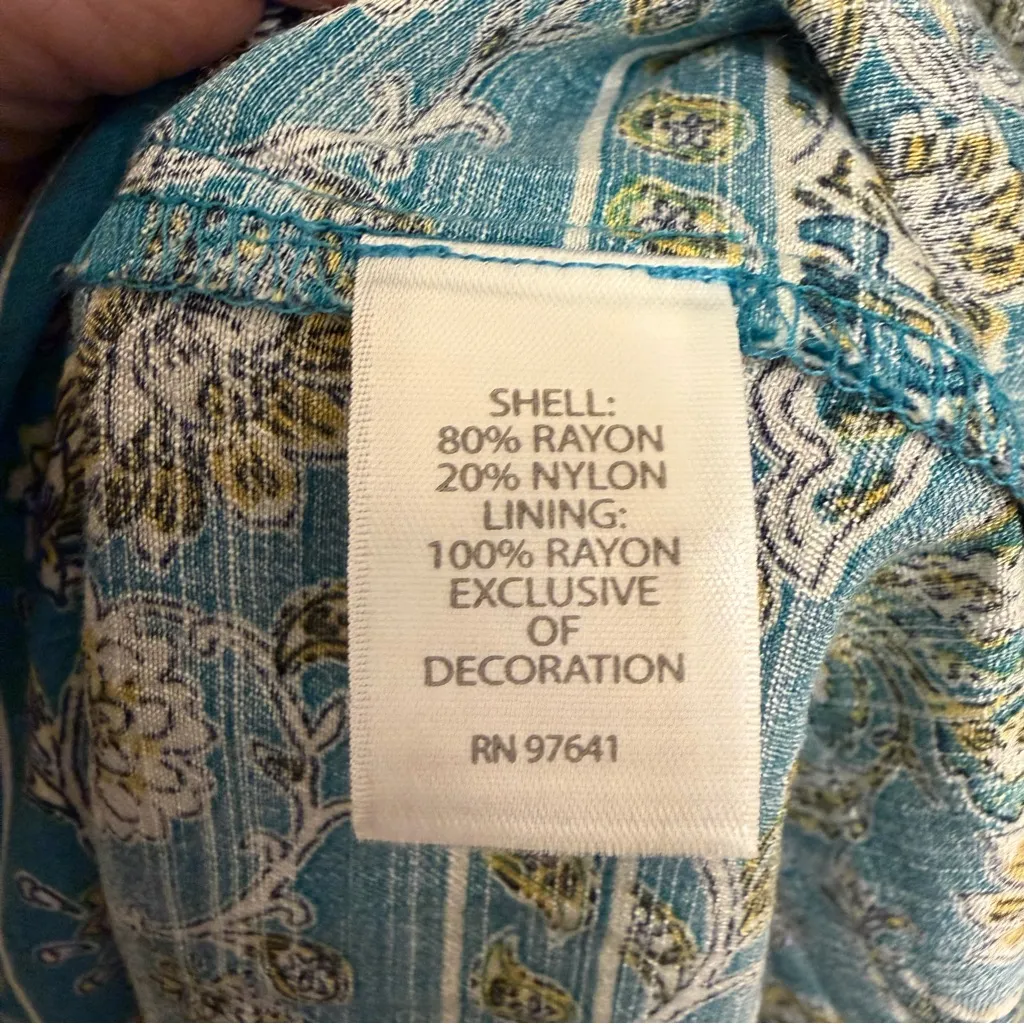 SHELL:
80% RAYON
20% NYLON
LINING:
100% RAYON
EXCLUSIVE
OF
DECORATION
RN 97641